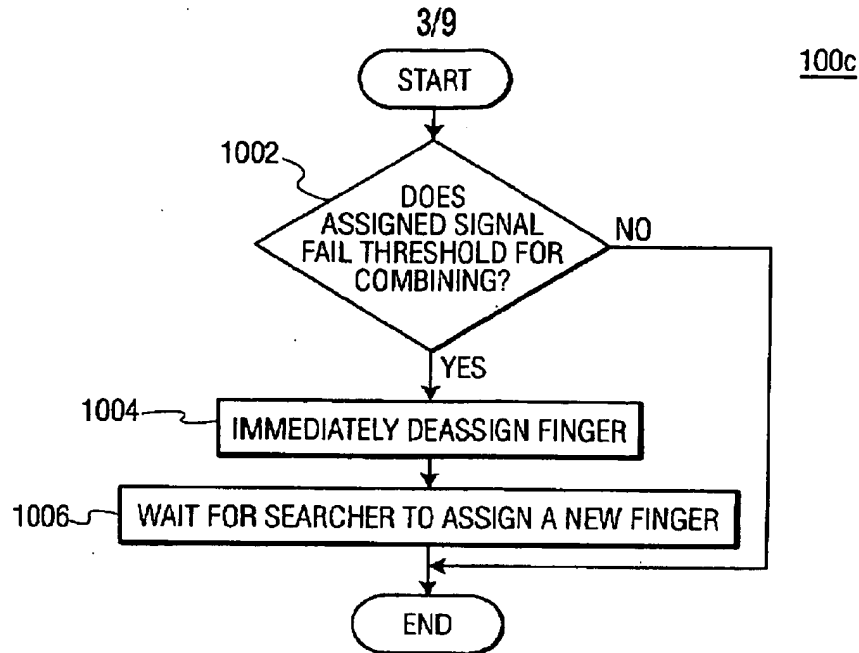 3/9
100c
START
1002
DOES
ASSIGNED SIGNAL
FAIL THRESHOLD FOR
COMBINING?
NO
YES
1004
IMMEDIATELY DEASSIGN FINGER
1006
WAIT FOR SEARCHER TO ASSIGN A NEW FINGER
END